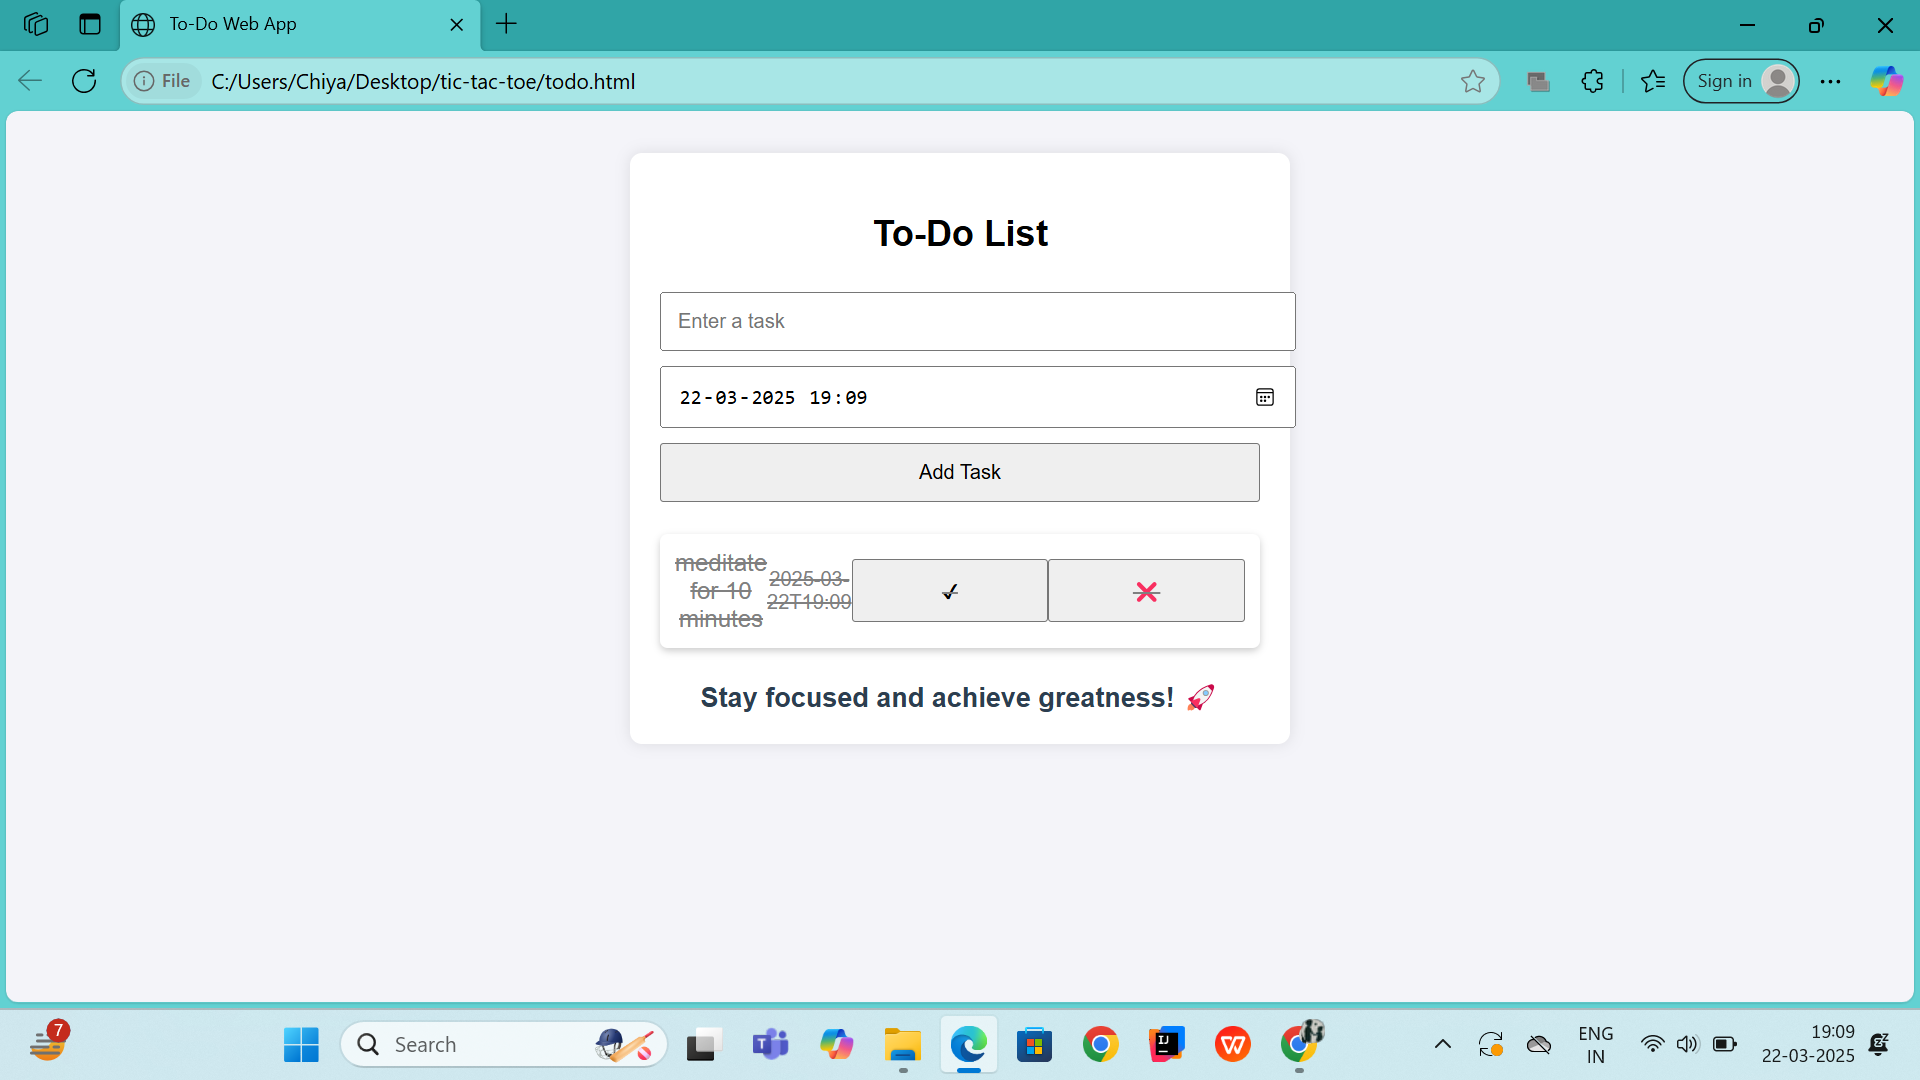 To-Do Web App
File
C:/Users/Chiya/Desktop/tic-tac-toe/todo.html
Sign in
To-Do List
Enter a task
22-03-2025 19:09
Add Task
meditate
for 10
minutes
2025-03-
22T19:09
✓
❌
Stay focused and achieve greatness! 🚀
7
Search
ENG
IN
19:09
22-03-2025